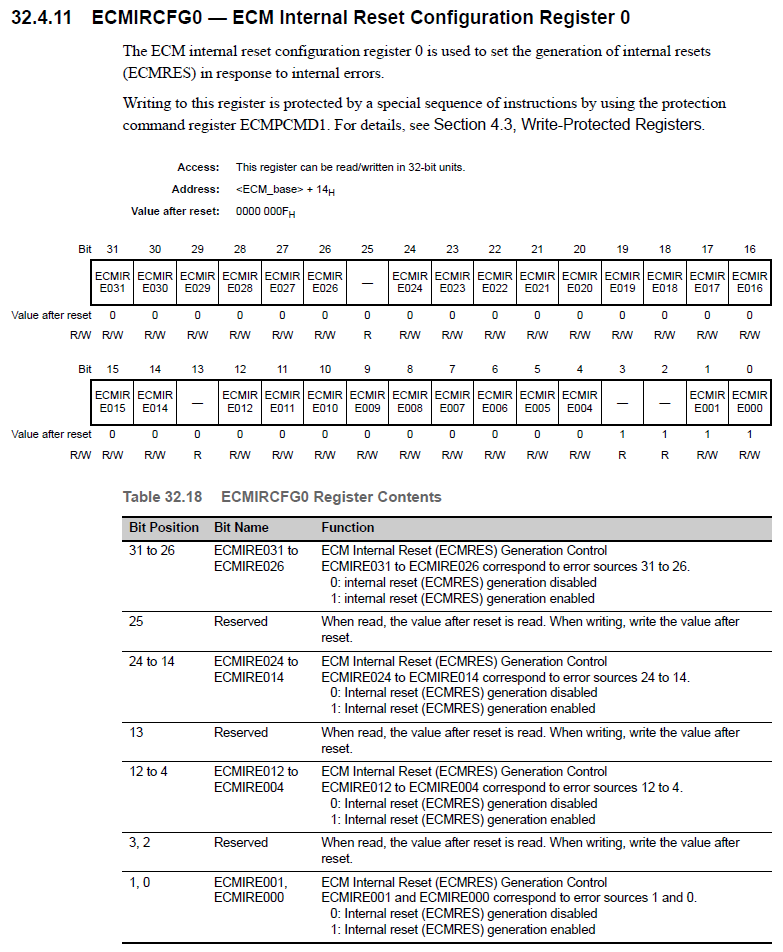 32.4.11 ECMIRCFG0 — ECM Internal Reset Configuration Register 0
The ECM internal reset configuration register 0 is used to set the generation of internal resets
(ECMRES) in response to internal errors.
Writing to this register is protected by a special sequence of instructions by using the protection
command register ECMPCMD1. For details, see Section 4.3, Write-Protected Registers.
Access: This register can be read/written in 32-bit units.
Address: <ECM_base> + 14H
Value after reset: 0000 000FH
Bit 31 30 29 28 27 26 25 24 23 22 21 20 19 18 17 16
ECMIR ECMIR ECMIR ECMIR ECMIR ECMIR — ECMIR ECMIR ECMIR ECMIR ECMIR ECMIR ECMIR ECMIR ECMIR
E031 E030 E029 E028 E027 E026 E024 E023 E022 E021 E020 E019 E018 E017 E016
Value after reset 0 0 0 0 0 0 0 0 0 0 0 0 0 0 0 0
R/W R/W R/W R/W R/W R/W R/W R R/W R/W R/W R/W R/W R/W R/W R/W R/W
Bit 15 14 13 12 11 10 9 8 7 6 5 4 3 2 1 0
ECMIR ECMIR — ECMIR ECMIR ECMIR ECMIR ECMIR ECMIR ECMIR ECMIR ECMIR — — ECMIR ECMIR
E015 E014 E012 E011 E010 E009 E008 E007 E006 E005 E004 E001 E000
Value after reset 0 0 0 0 0 0 0 0 0 0 0 0 1 1 1 1
R/W R/W R/W R R/W R/W R/W R/W R/W R/W R/W R/W R/W R R R/W R/W
Table 32.18 ECMIRCFG0 Register Contents
Bit Position Bit Name Function
31 to 26 ECMIRE031 to ECM Internal Reset (ECMRES) Generation Control
ECMIRE026 ECMIRE031 to ECMIRE026 correspond to error sources 31 to 26.
0: internal reset (ECMRES) generation disabled
1: internal reset (ECMRES) generation enabled
25 Reserved When read, the value after reset is read. When writing, write the value after
reset.
24 to 14 ECMIRE024 to ECM Internal Reset (ECMRES) Generation Control
ECMIRE014 ECMIRE024 to ECMIRE014 correspond to error sources 24 to 14.
0: Internal reset (ECMRES) generation disabled
1: Internal reset (ECMRES) generation enabled
13 Reserved When read, the value after reset is read. When writing, write the value after
reset.
12 to 4 ECMIRE012 to ECM Internal Reset (ECMRES) Generation Control
ECMIRE004 ECMIRE012 to ECMIRE004 correspond to error sources 12 to 4.
0: Internal reset (ECMRES) generation disabled
1: Internal reset (ECMRES) generation enabled
3, 2 Reserved When read, the value after reset is read. When writing, write the value after
reset.
1, 0 ECMIRE001, ECM Internal Reset (ECMRES) Generation Control
ECMIRE000 ECMIRE001 and ECMIRE000 correspond to error sources 1 and 0.
0: Internal reset (ECMRES) generation disabled
1: Internal reset (ECMRES) generation enabled